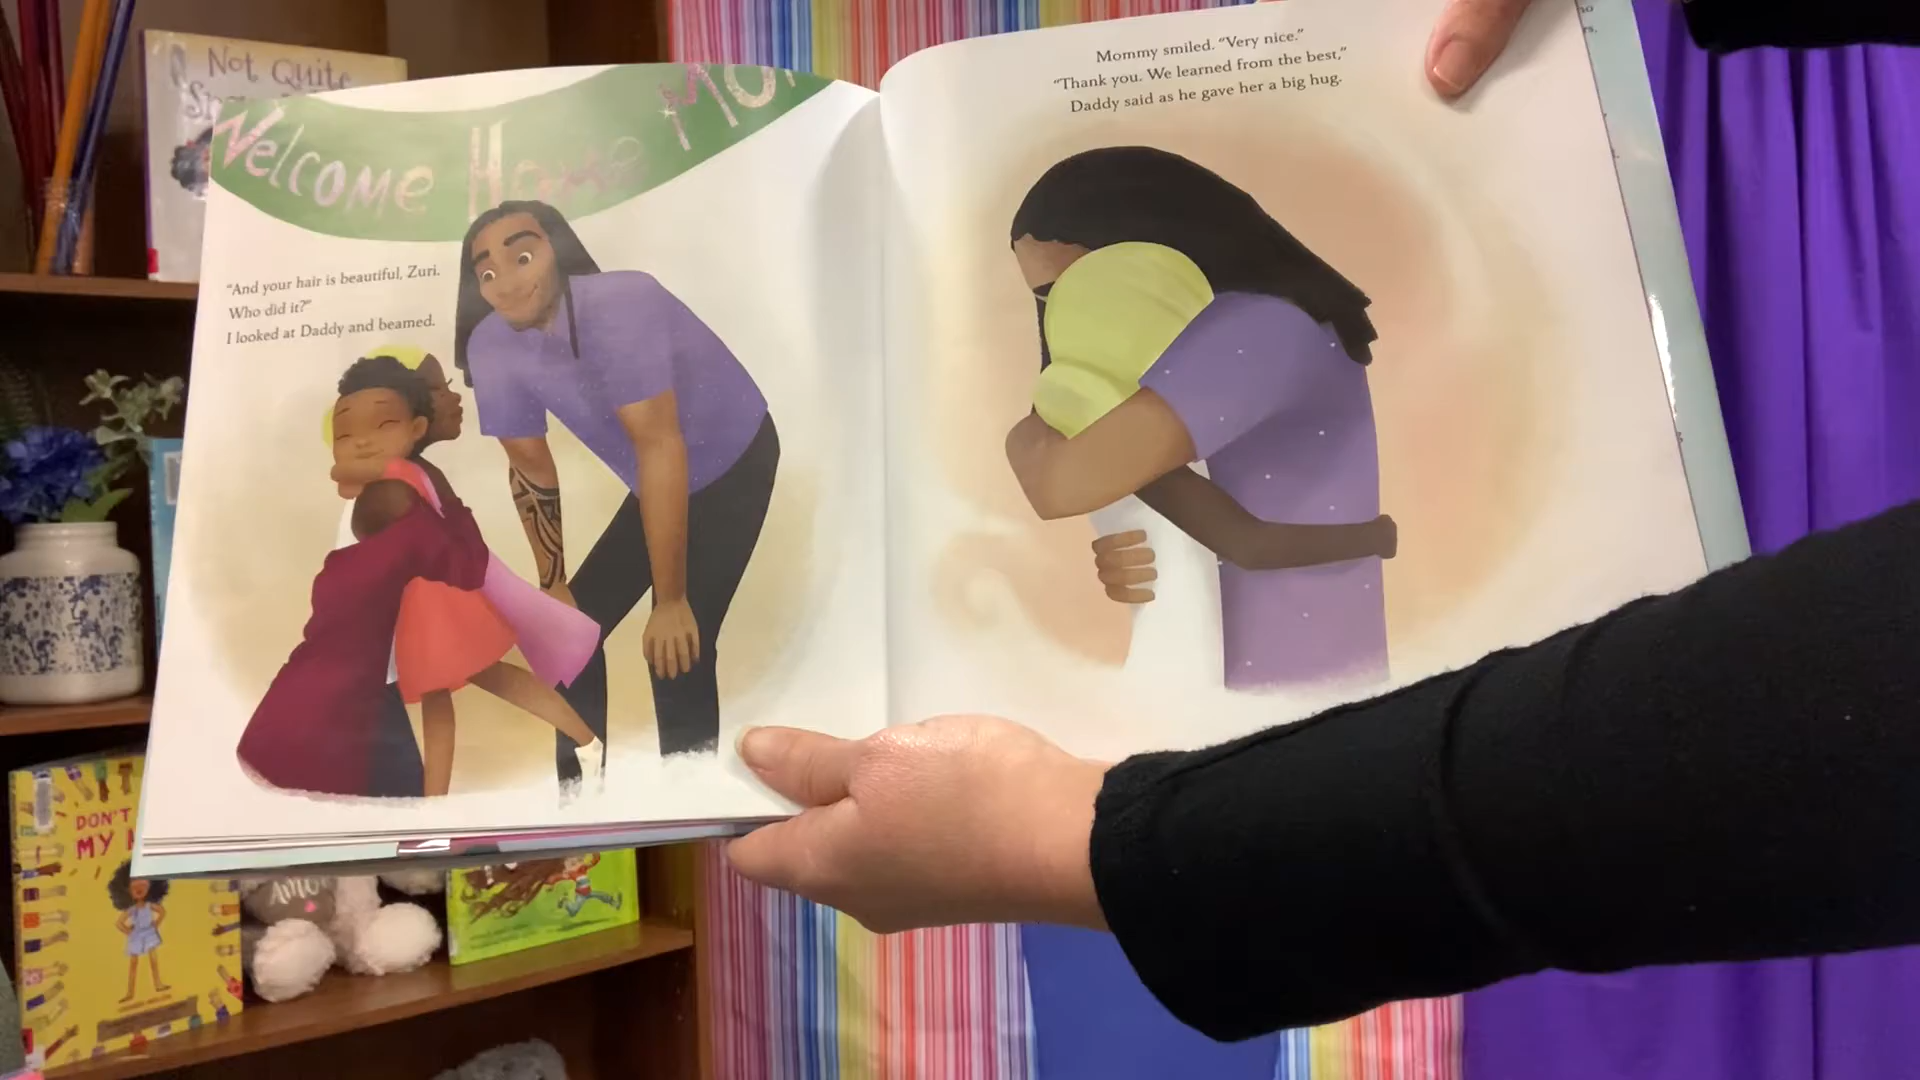 Not Quite
Welcome Home MO
"And your hair is beautiful, Zuri.
Who did it?"
I looked at Daddy and beamed.
Mommy smiled. "Very nice."
"Thank you. We learned from the best,"
Daddy said as he gave her a big hug.
DON'T
MY
AMO